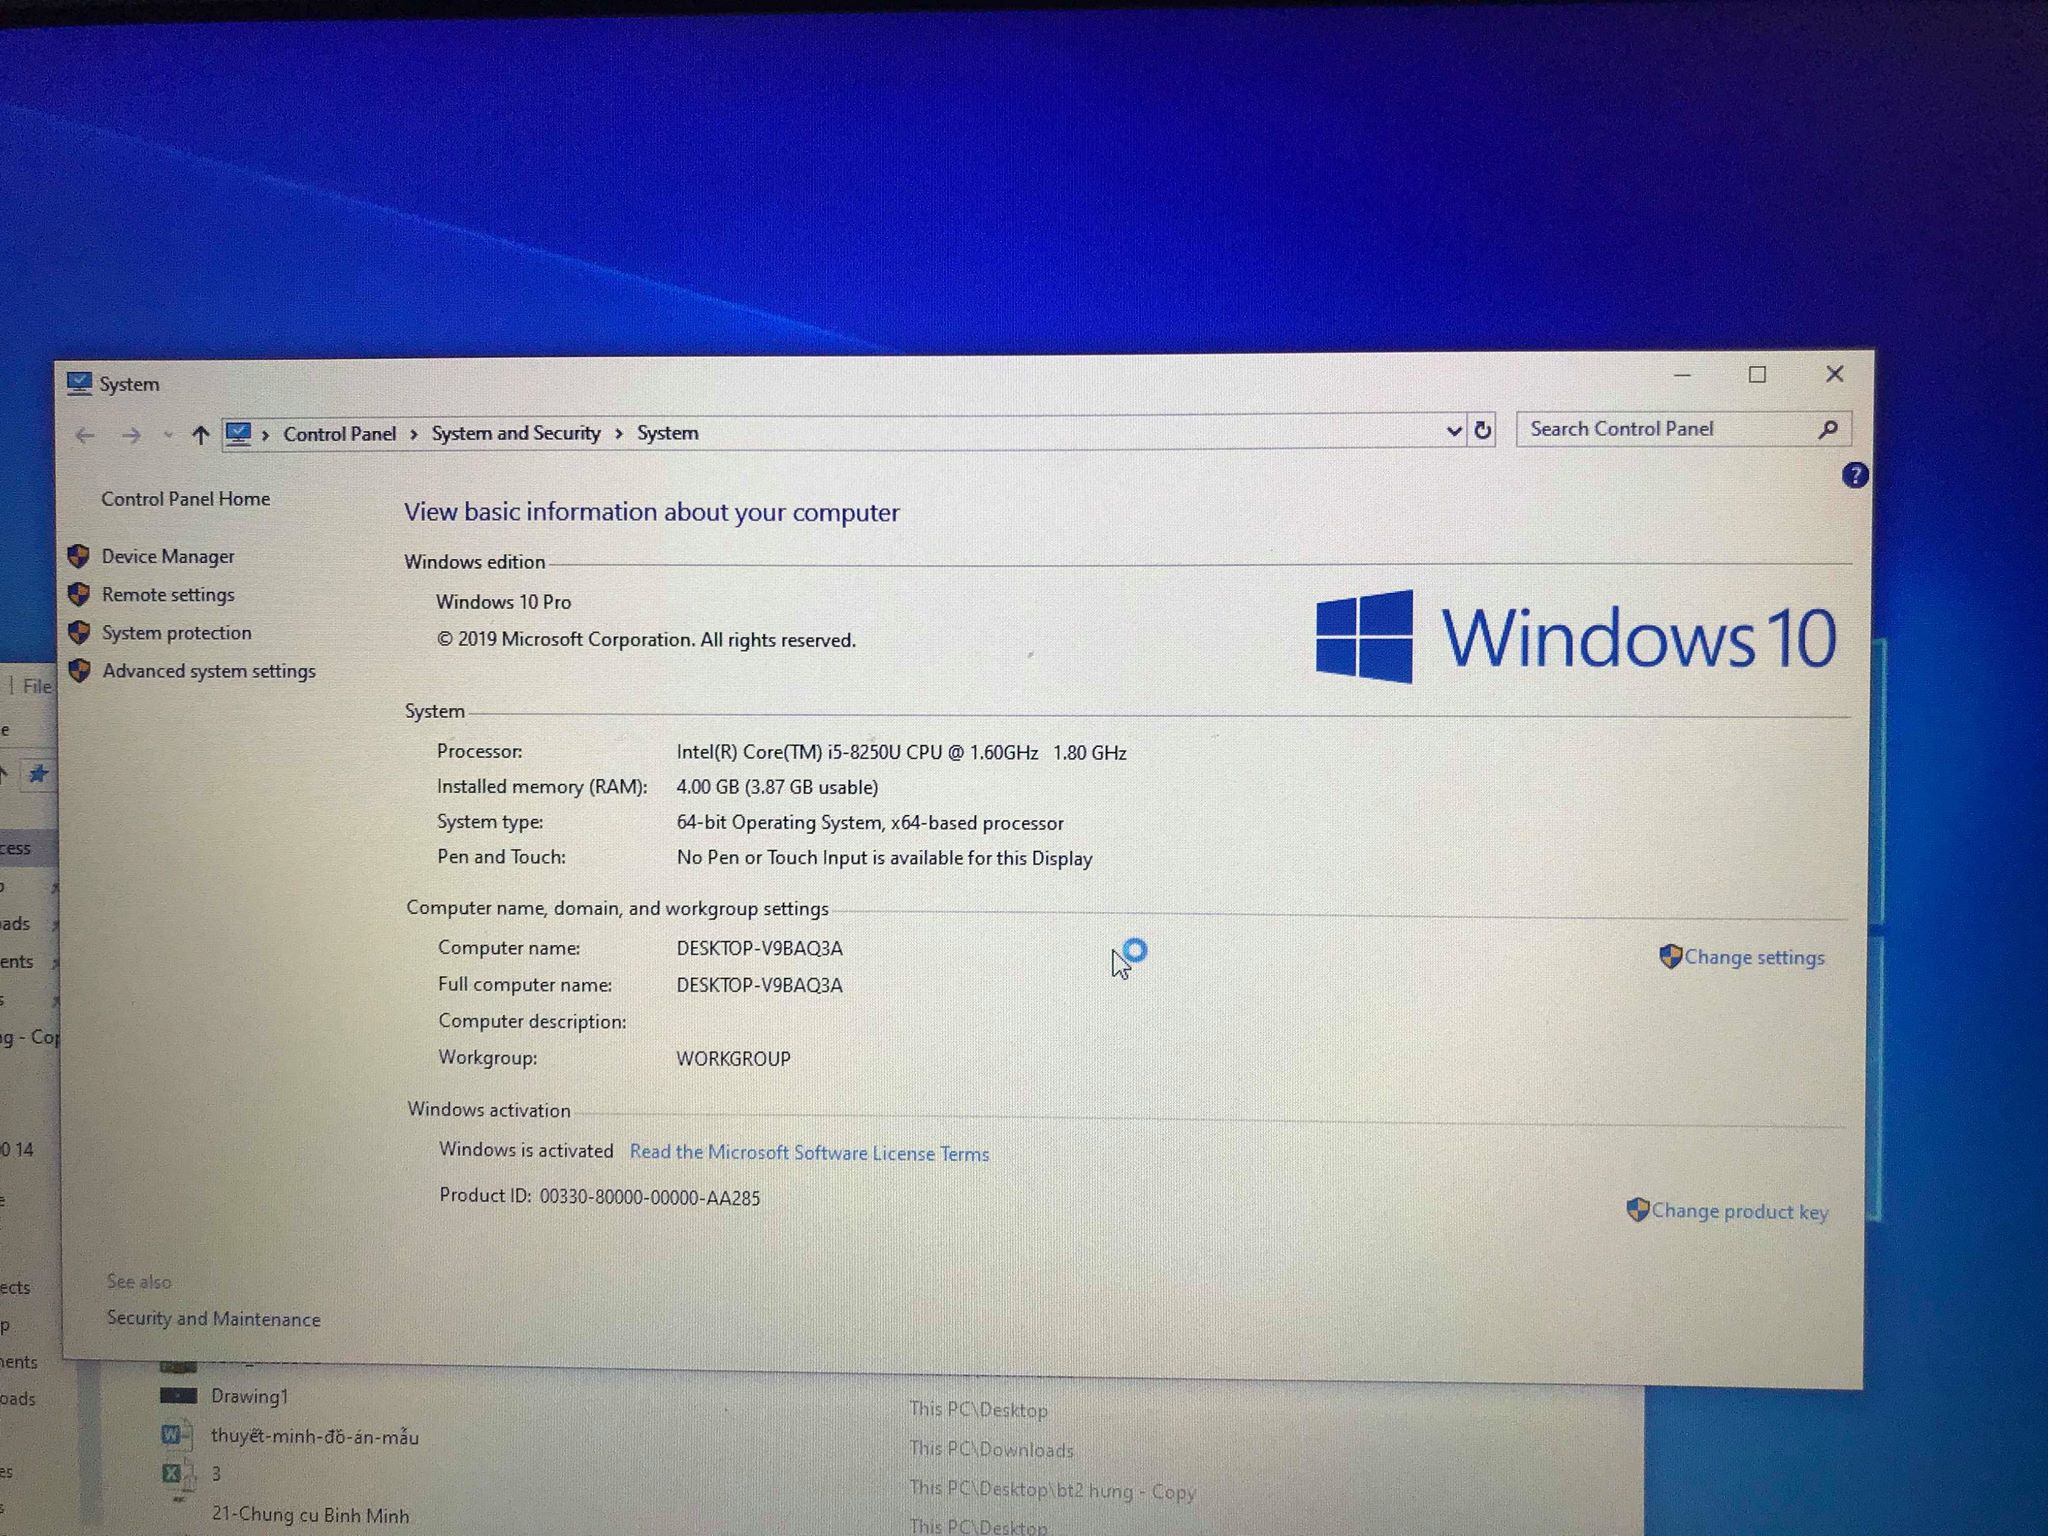 System
Control Panel > System and Security > System
Search Control Panel
?
Control Panel Home
Device Manager
Remote settings
System protection
Advanced system settings
View basic information about your computer
Windows edition
Windows 10 Pro
© 2019 Microsoft Corporation. All rights reserved.
Windows 10
System
Processor: Intel(R) Core(TM) i5-8250U CPU @ 1.60GHz 1.80 GHz
Installed memory (RAM): 4.00 GB (3.87 GB usable)
System type: 64-bit Operating System, x64-based processor
Pen and Touch: No Pen or Touch Input is available for this Display
Computer name, domain, and workgroup settings
Computer name: DESKTOP-V9BAQ3A
Change settings
Full computer name: DESKTOP-V9BAQ3A
Computer description:
Workgroup: WORKGROUP
Windows activation
Windows is activated Read the Microsoft Software License Terms
Product ID: 00330-80000-00000-AA285
Change product key
See also
Security and Maintenance
File
e
cess
oads
ents
ng - Cop
0 14
ects
p
ments
oads
es
Drawing1 This PC\Desktop
thuyết-minh-đồ-án-mẫu This PC\Downloads
3 This PC\Desktop\bt2 hưng - Copy
21-Chung cu Binh Minh This PC\Desktop